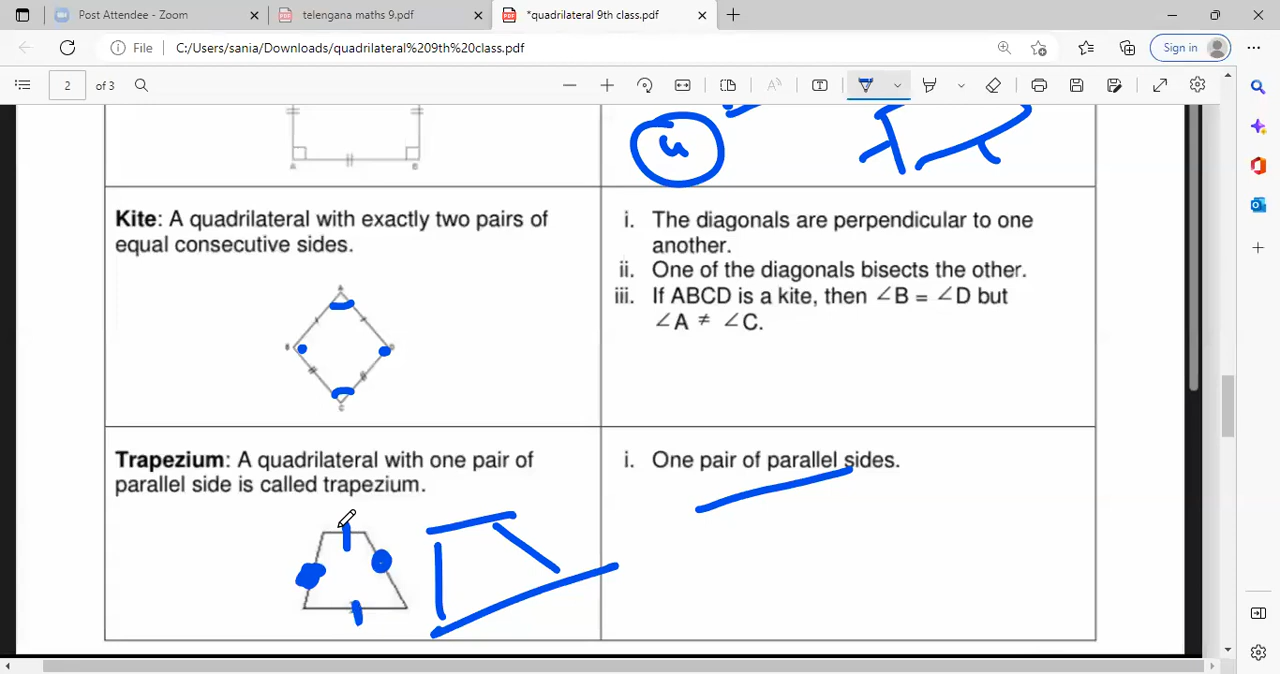 Post Attendee - Zoom
telengana maths 9.pdf
*quadrilateral 9th class.pdf
File
C:/Users/sania/Downloads/quadrilateral%209th%20class.pdf
Sign in
2
of 3
A
B
4
Kite: A quadrilateral with exactly two pairs of
equal consecutive sides.
A
B
D
C
i. The diagonals are perpendicular to one
another.
ii. One of the diagonals bisects the other.
iii. If ABCD is a kite, then ∠B = ∠D but
∠A ≠ ∠C.
Trapezium: A quadrilateral with one pair of
parallel side is called trapezium.
i. One pair of parallel sides.